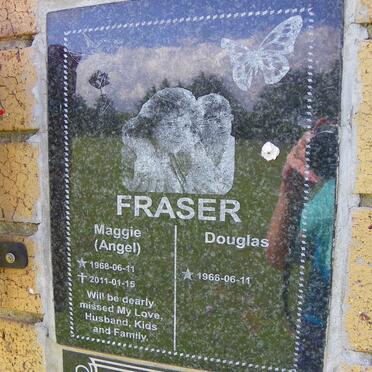 FRASER
Maggie
(Angel)
1968-06-11
2011-01-15
Will be dearly
missed My Love,
Husband, Kids
and Family
Douglas
1966-06-11